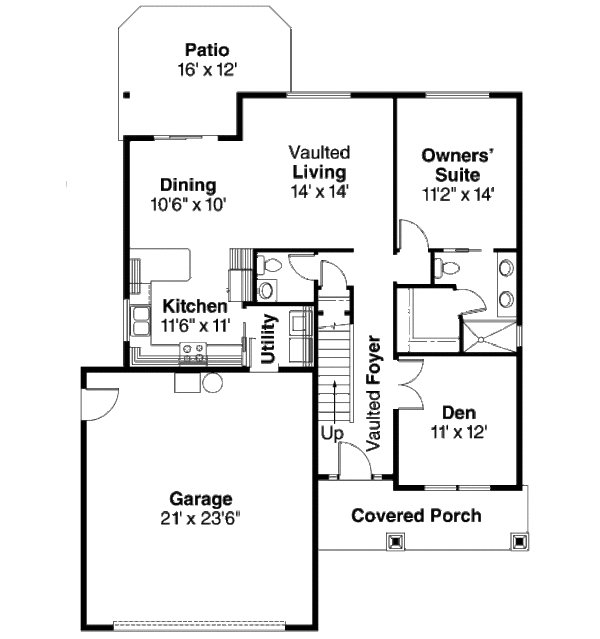 Patio
16' x 12'
Vaulted
Living
14' x 14'
Owners'
Suite
11'2" x 14'
Dining
10'6" x 10'
Kitchen
11'6" x 11'
Utility
Vaulted Foyer
Up
Den
11' x 12'
Garage
21' x 23'6"
Covered Porch